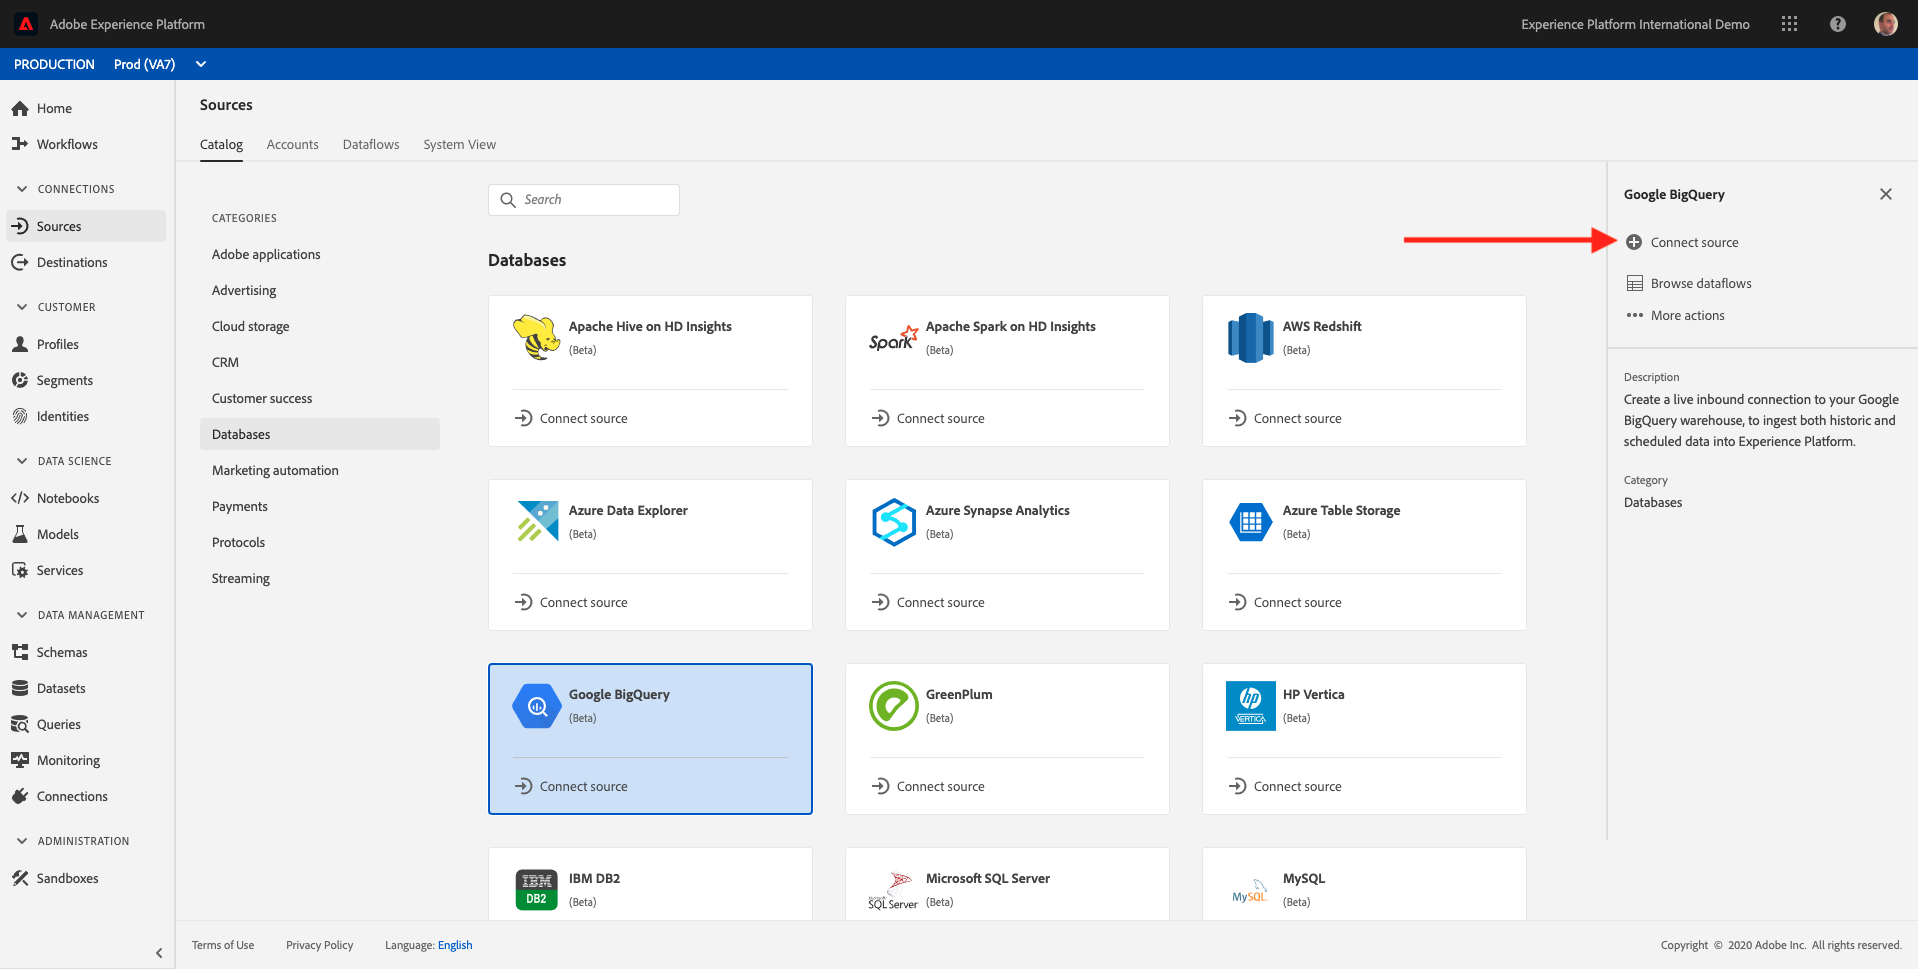 Adobe Experience Platform
Experience Platform International Demo
PRODUCTION Prod (VA7)
Home
Workflows
CONNECTIONS
Sources
Destinations
CUSTOMER
Profiles
Segments
Identities
DATA SCIENCE
Notebooks
Models
Services
DATA MANAGEMENT
Schemas
Datasets
Queries
Monitoring
Connections
ADMINISTRATION
Sandboxes
Sources
Catalog Accounts Dataflows System View
CATEGORIES
Adobe applications
Advertising
Cloud storage
CRM
Customer success
Databases
Marketing automation
Payments
Protocols
Streaming
Search
Databases
Apache Hive on HD Insights
(Beta)
Connect source
Spark
Apache Spark on HD Insights
(Beta)
Connect source
AWS Redshift
(Beta)
Connect source
Azure Data Explorer
(Beta)
Connect source
Azure Synapse Analytics
(Beta)
Connect source
Azure Table Storage
(Beta)
Connect source
Google BigQuery
(Beta)
Connect source
GreenPlum
(Beta)
Connect source
hp
VERTICA
HP Vertica
(Beta)
Connect source
IBM
DB2
IBM DB2
(Beta)
SQL Server
Microsoft SQL Server
(Beta)
MySQL
MySQL
(Beta)
Google BigQuery
Connect source
Browse dataflows
More actions
Description
Create a live inbound connection to your Google
BigQuery warehouse, to ingest both historic and
scheduled data into Experience Platform.
Category
Databases
Terms of Use Privacy Policy Language: English
Copyright © 2020 Adobe Inc. All rights reserved.